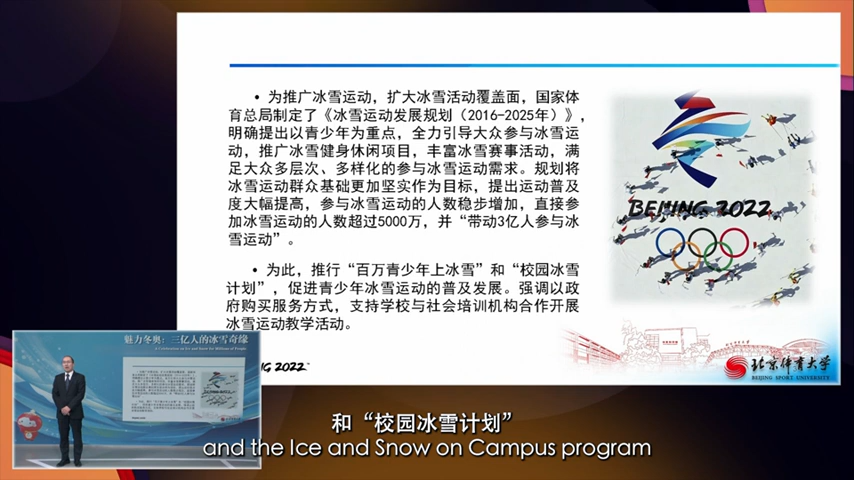 • 为推广冰雪运动，扩大冰雪活动覆盖面，国家体
育总局制定了《冰雪运动发展规划（2016-2025年）》，
明确提出以青少年为重点，全力引导大众参与冰雪运
动，推广冰雪健身休闲项目，丰富冰雪赛事活动，满
足大众多层次、多样化的参与冰雪运动需求。规划将
冰雪运动群众基础更加坚实作为目标，提出运动普及
度大幅提高，参与冰雪运动的人数稳步增加，直接参
加冰雪运动的人数超过5000万，并“带动3亿人参与冰
雪运动”。
• 为此，推行“百万青少年上冰雪”和“校园冰雪
计划”，促进青少年冰雪运动的普及发展。强调以政
府购买服务方式，支持学校与社会培训机构合作开展
冰雪运动教学活动。
BEIJING 2022
北京体育大学
BEIJING SPORT UNIVERSITY
魅力冬奥：三亿人的冰雪奇缘
NG 2022
和“校园冰雪计划”
and the Ice and Snow on Campus program